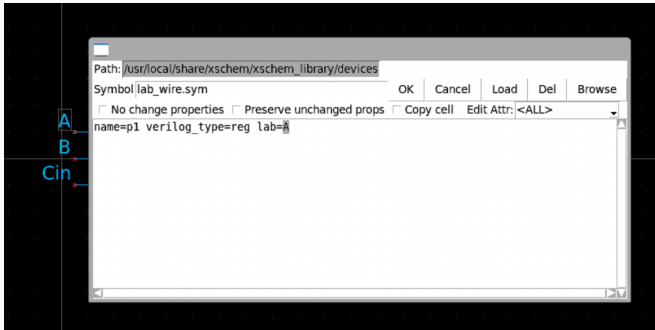 Path: /usr/local/share/xschem/xschem_library/devices
Symbol lab_wire.sym OK Cancel Load Del Browse
No change properties Preserve unchanged props Copy cell Edit Attr: <ALL>
name=p1 verilog_type=reg lab=A
A
B
Cin